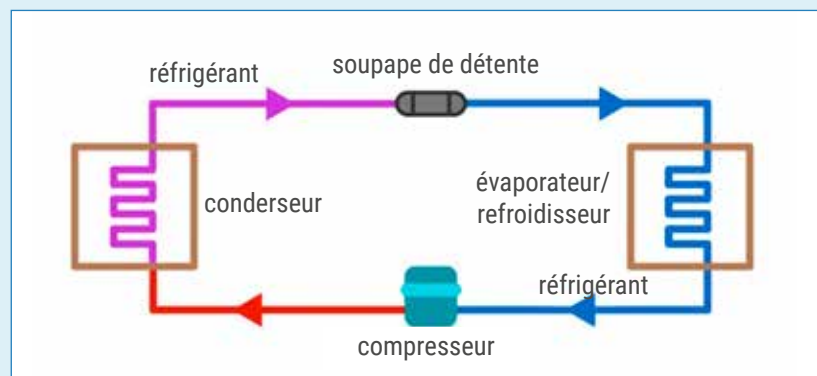 réfrigérant
soupape de détente
conderseur
évaporateur/
refroidisseur
réfrigérant
compresseur